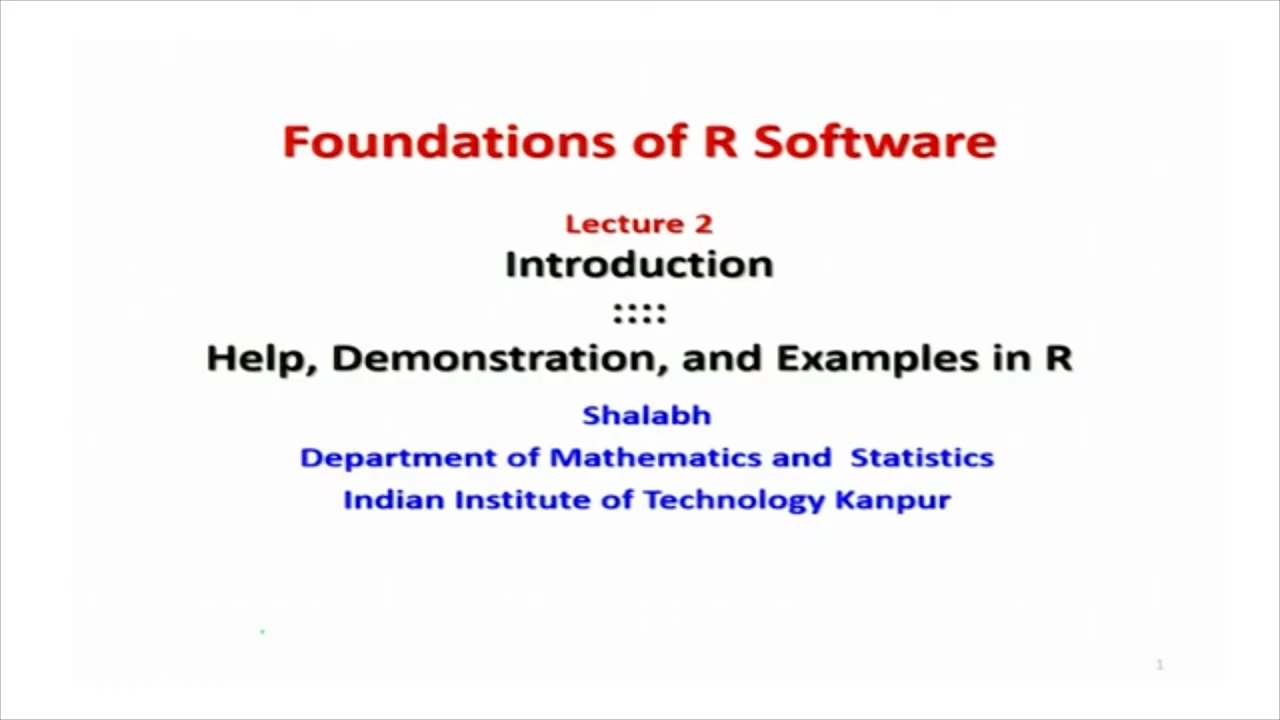 Foundations of R Software
Lecture 2
Introduction
::::
Help, Demonstration, and Examples in R
Shalabh
Department of Mathematics and Statistics
Indian Institute of Technology Kanpur
1